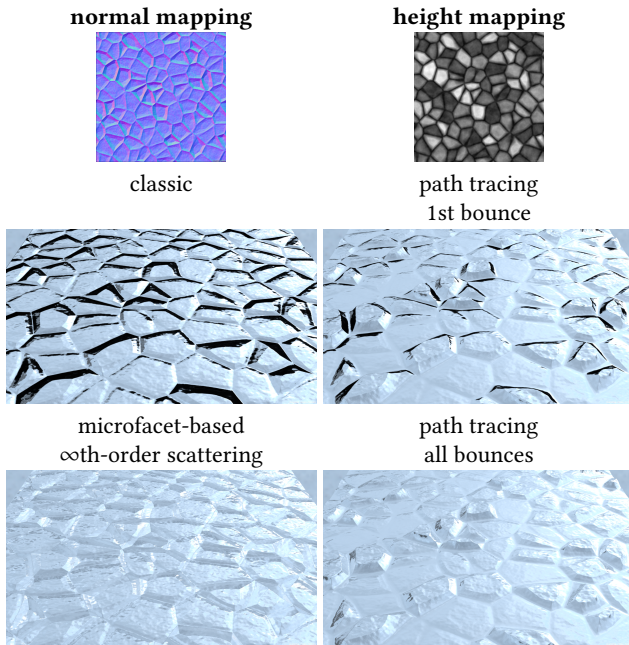 normal mapping
height mapping
classic
path tracing
1st bounce
microfacet-based
∞th-order scattering
path tracing
all bounces